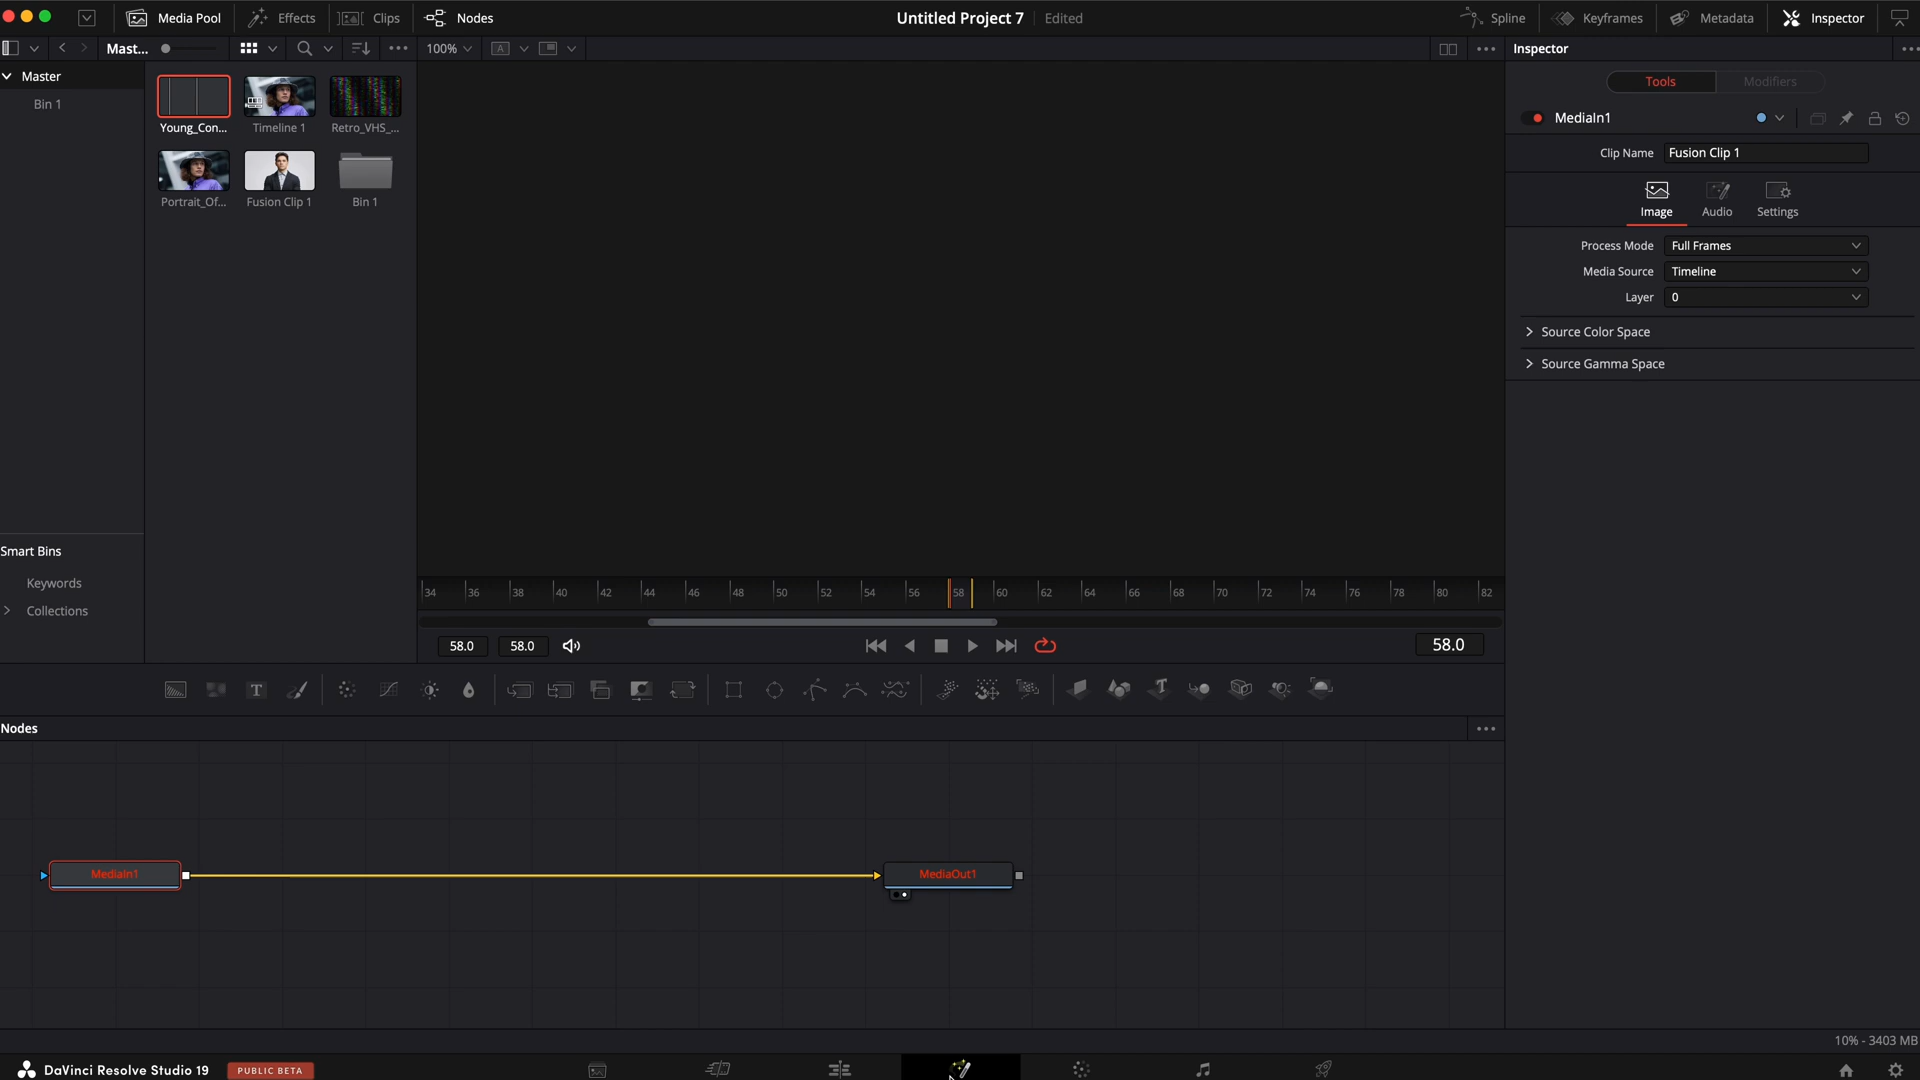 Media Pool Effects Clips Nodes Untitled Project 7 Edited Spline Keyframes Metadata Inspector
Mast... 100% A Inspector
Master
Bin 1
Young_Con... Timeline 1 Retro_VHS_...
Portrait_Of... Fusion Clip 1 Bin 1
Tools Modifiers
MediaIn1
Clip Name Fusion Clip 1
Image Audio Settings
Process Mode Full Frames
Media Source Timeline
Layer 0
Source Color Space
Source Gamma Space
Smart Bins
Keywords
Collections
34 36 38 40 42 44 46 48 50 52 54 56 58 60 62 64 66 68 70 72 74 76 78 80 82
58.0 58.0 58.0
T T
Nodes
MediaIn1 MediaOut1
10% - 3403 MB
DaVinci Resolve Studio 19 PUBLIC BETA